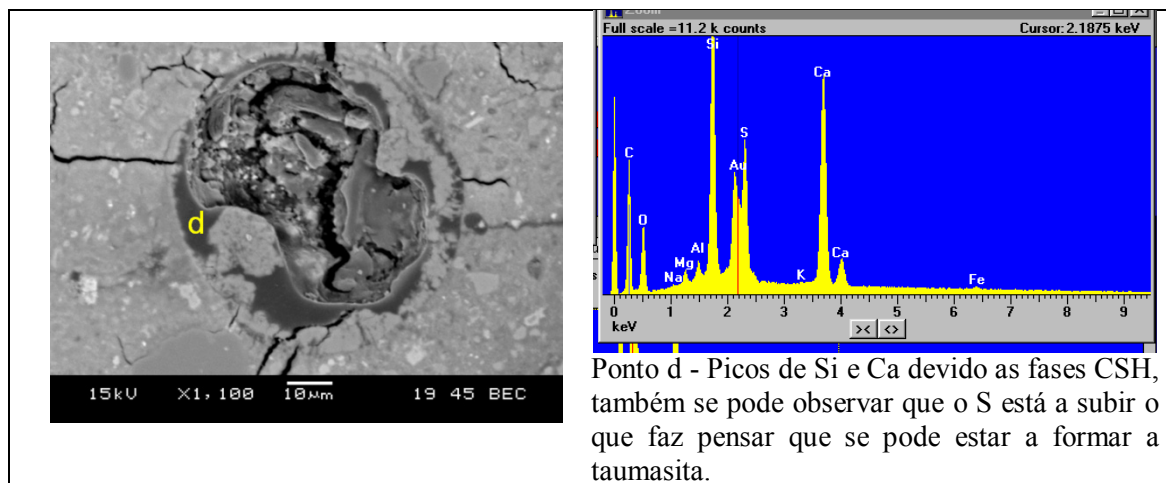 Full scale =11.2 k counts
Cursor: 2.1875 keV
Si
Ca
C
S
Au
O
Al
Mg
Na
K
Ca
Fe
0 1 2 3 4 5 6 7 8 9
keV
>< <>
d
15kU X1,100 10µm 19 45 BEC
Ponto d - Picos de Si e Ca devido as fases CSH,
também se pode observar que o S está a subir o
que faz pensar que se pode estar a formar a
taumasita.